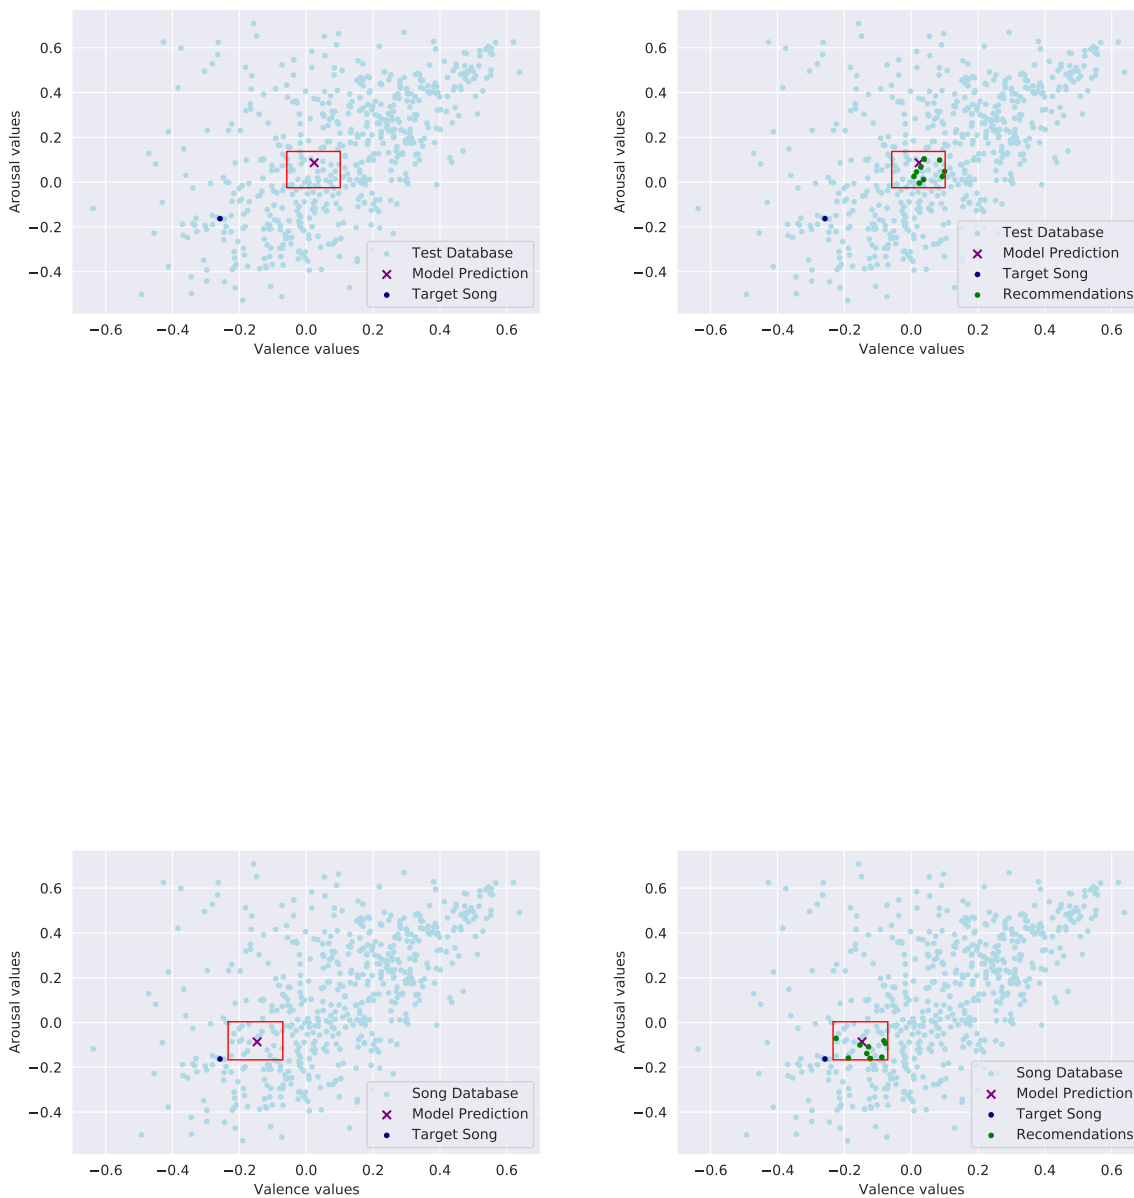 0.6
0.4
0.2
0.0
−0.2
−0.4
Arousal values
−0.6 −0.4 −0.2 0.0 0.2 0.4 0.6
Valence values
Test Database
Model Prediction
Target Song
0.6
0.4
0.2
0.0
−0.2
−0.4
Arousal values
−0.6 −0.4 −0.2 0.0 0.2 0.4 0.6
Valence values
Test Database
Model Prediction
Target Song
Recommendations
0.6
0.4
0.2
0.0
−0.2
−0.4
Arousal values
−0.6 −0.4 −0.2 0.0 0.2 0.4 0.6
Valence values
Song Database
Model Prediction
Target Song
0.6
0.4
0.2
0.0
−0.2
−0.4
Arousal values
−0.6 −0.4 −0.2 0.0 0.2 0.4 0.6
Valence values
Song Database
Model Prediction
Target Song
Recomendations